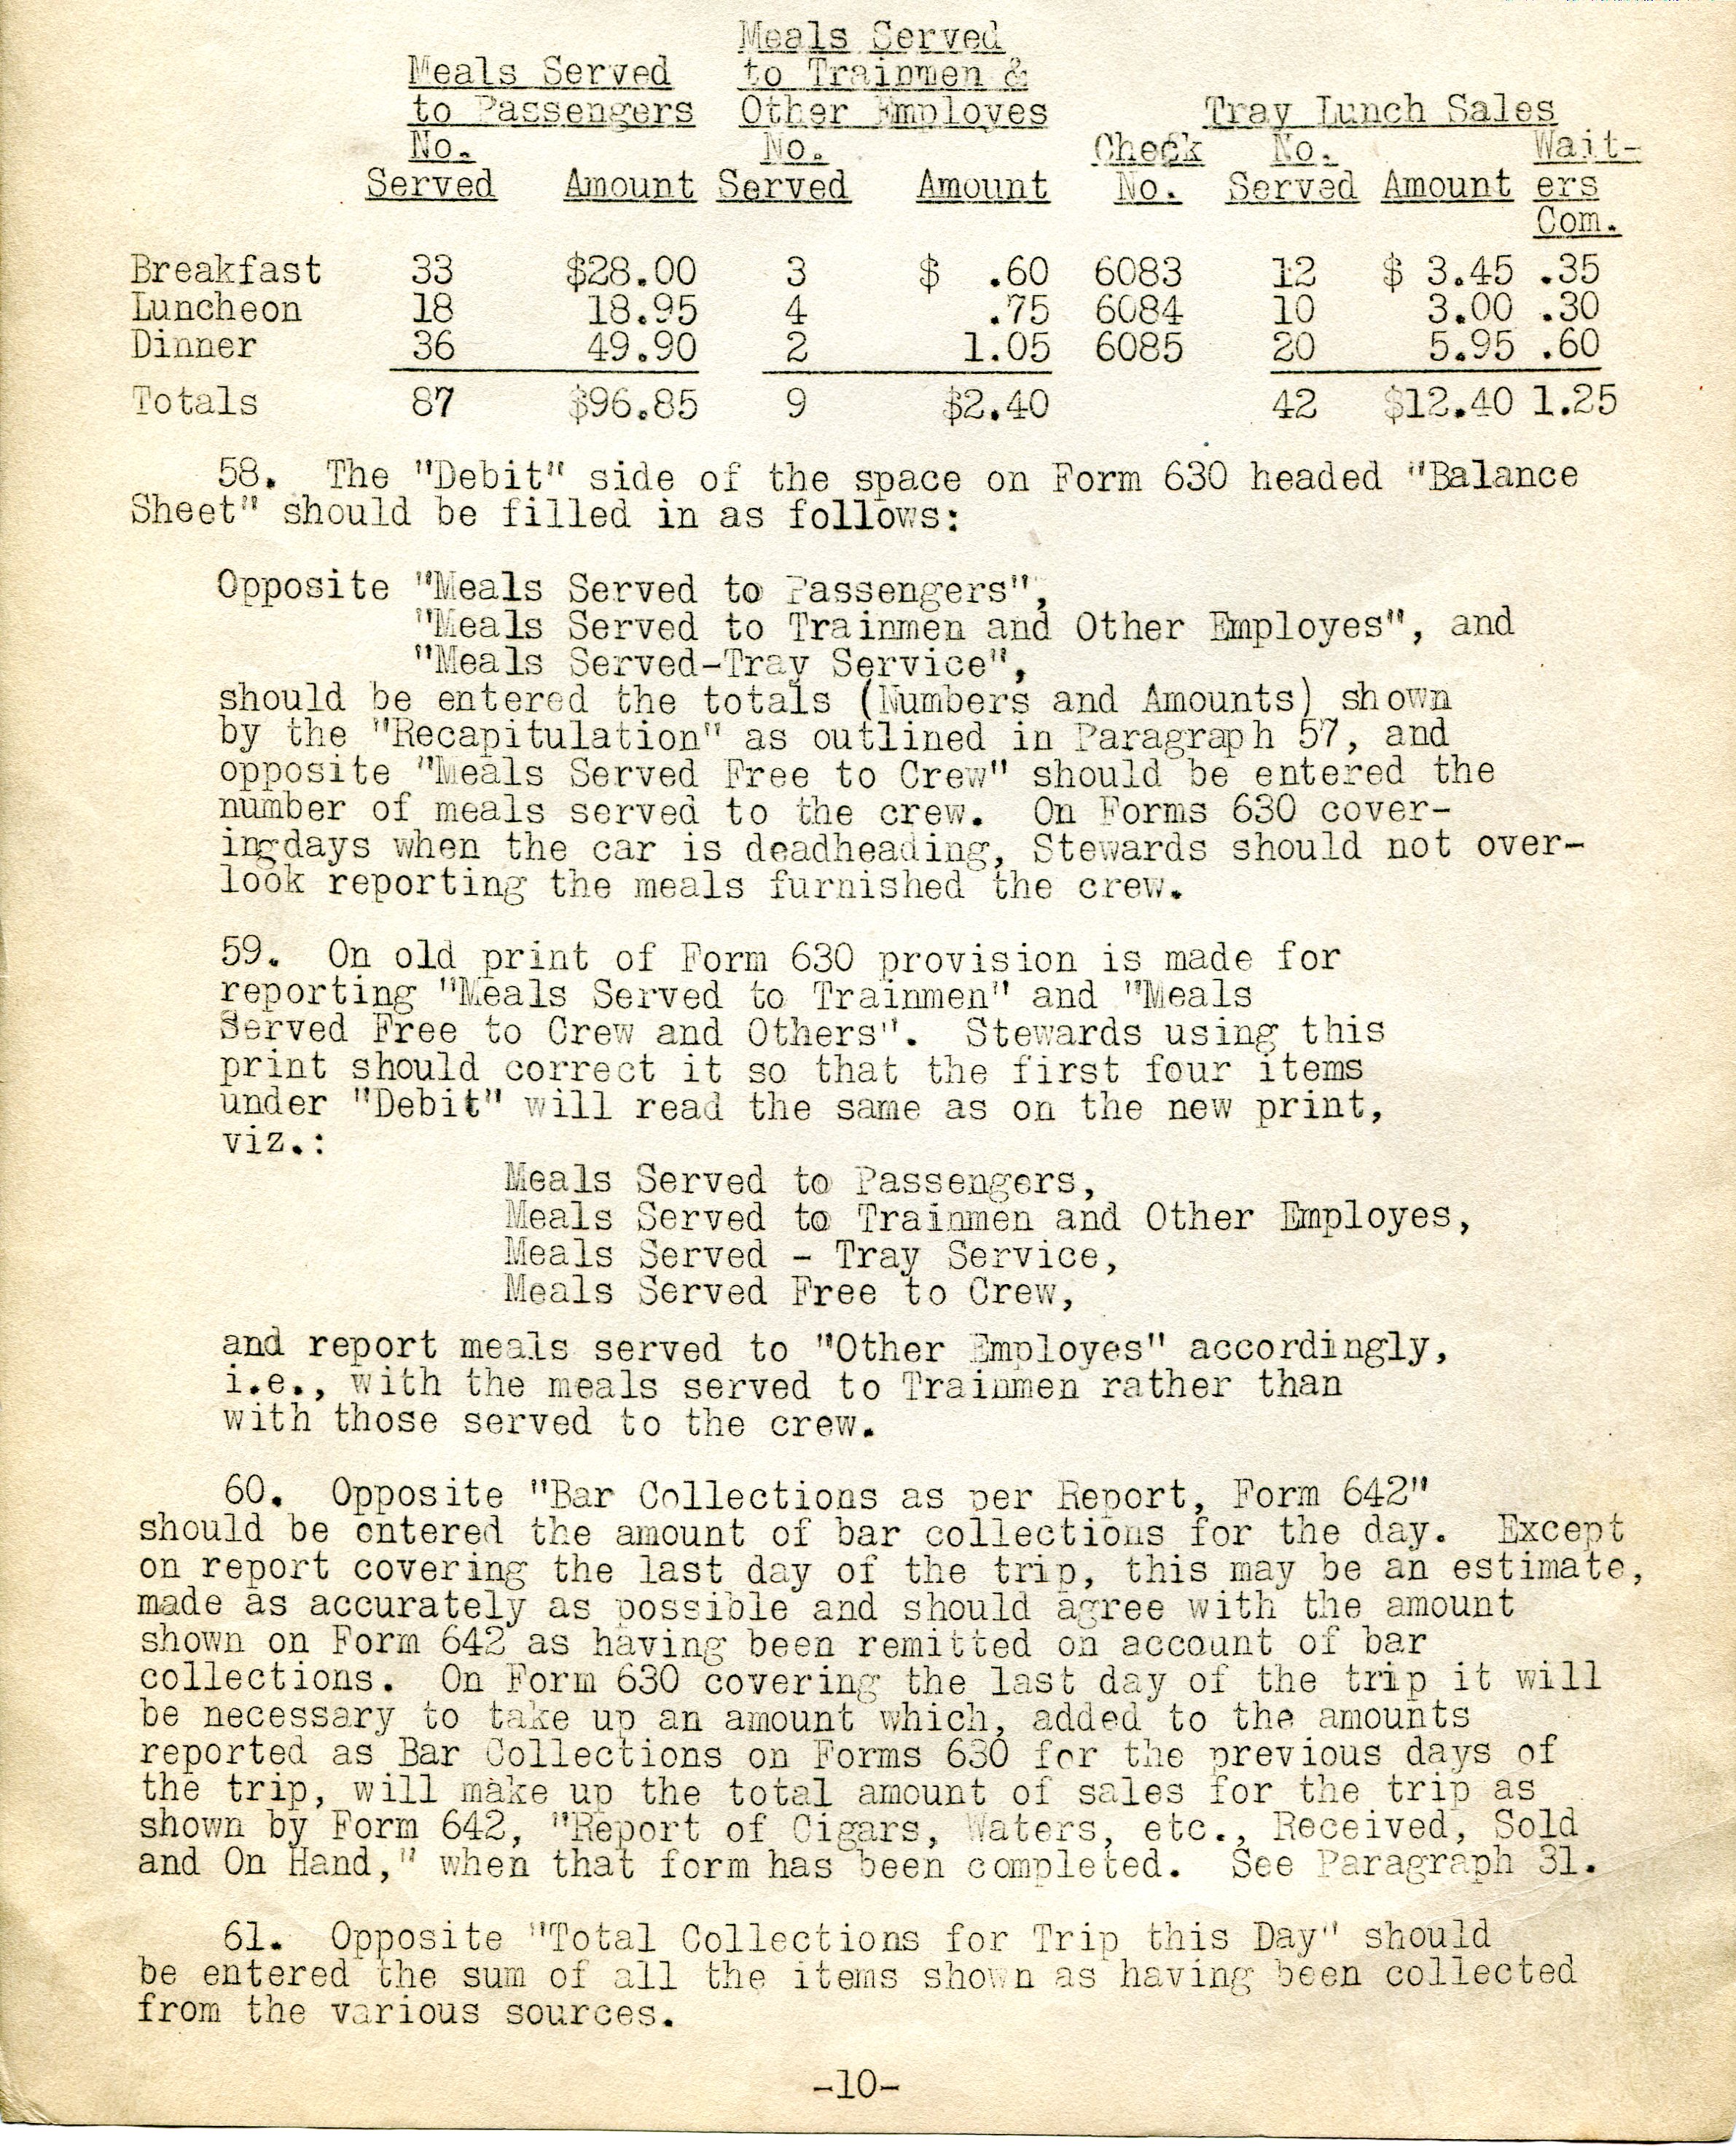 Meals Served
Meals Served to Trainmen &
to Passengers Other Employes Tray Lunch Sales
No. No. Check No. Wait-
Served Amount Served Amount No. Served Amount ers
Com.
Breakfast 33 $28.00 3 $ .60 6083 12 $ 3.45 .35
Luncheon 18 18.95 4 .75 6084 10 3.00 .30
Dinner 36 49.90 2 1.05 6085 20 5.95 .60
Totals 87 $96.85 9 $2.40 42 $12.40 1.25
58. The "Debit" side of the space on Form 630 headed "Balance
Sheet" should be filled in as follows:
Opposite "Meals Served to Passengers",
"Meals Served to Trainmen and Other Employes", and
"Meals Served-Tray Service",
should be entered the totals (Numbers and Amounts) shown
by the "Recapitulation" as outlined in Paragraph 57, and
opposite "Meals Served Free to Crew" should be entered the
number of meals served to the crew. On Forms 630 cover-
ingdays when the car is deadheading, Stewards should not over-
look reporting the meals furnished the crew.
59. On old print of Form 630 provision is made for
reporting "Meals Served to Trainmen" and "Meals
Served Free to Crew and Others". Stewards using this
print should correct it so that the first four items
under "Debit" will read the same as on the new print,
viz.:
Meals Served to Passengers,
Meals Served to Trainmen and Other Employes,
Meals Served - Tray Service,
Meals Served Free to Crew,
and report meals served to "Other Employes" accordingly,
i.e., with the meals served to Trainmen rather than
with those served to the crew.
60. Opposite "Bar Collections as per Report, Form 642"
should be entered the amount of bar collections for the day. Except
on report covering the last day of the trip, this may be an estimate,
made as accurately as possible and should agree with the amount
shown on Form 642 as having been remitted on account of bar
collections. On Form 630 covering the last day of the trip it will
be necessary to take up an amount which, added to the amounts
reported as Bar Collections on Forms 630 for the previous days of
the trip, will make up the total amount of sales for the trip as
shown by Form 642, "Report of Cigars, Waters, etc., Received, Sold
and On Hand," when that form has been completed. See Paragraph 31.
61. Opposite "Total Collections for Trip this Day" should
be entered the sum of all the items shown as having been collected
from the various sources.
-10-